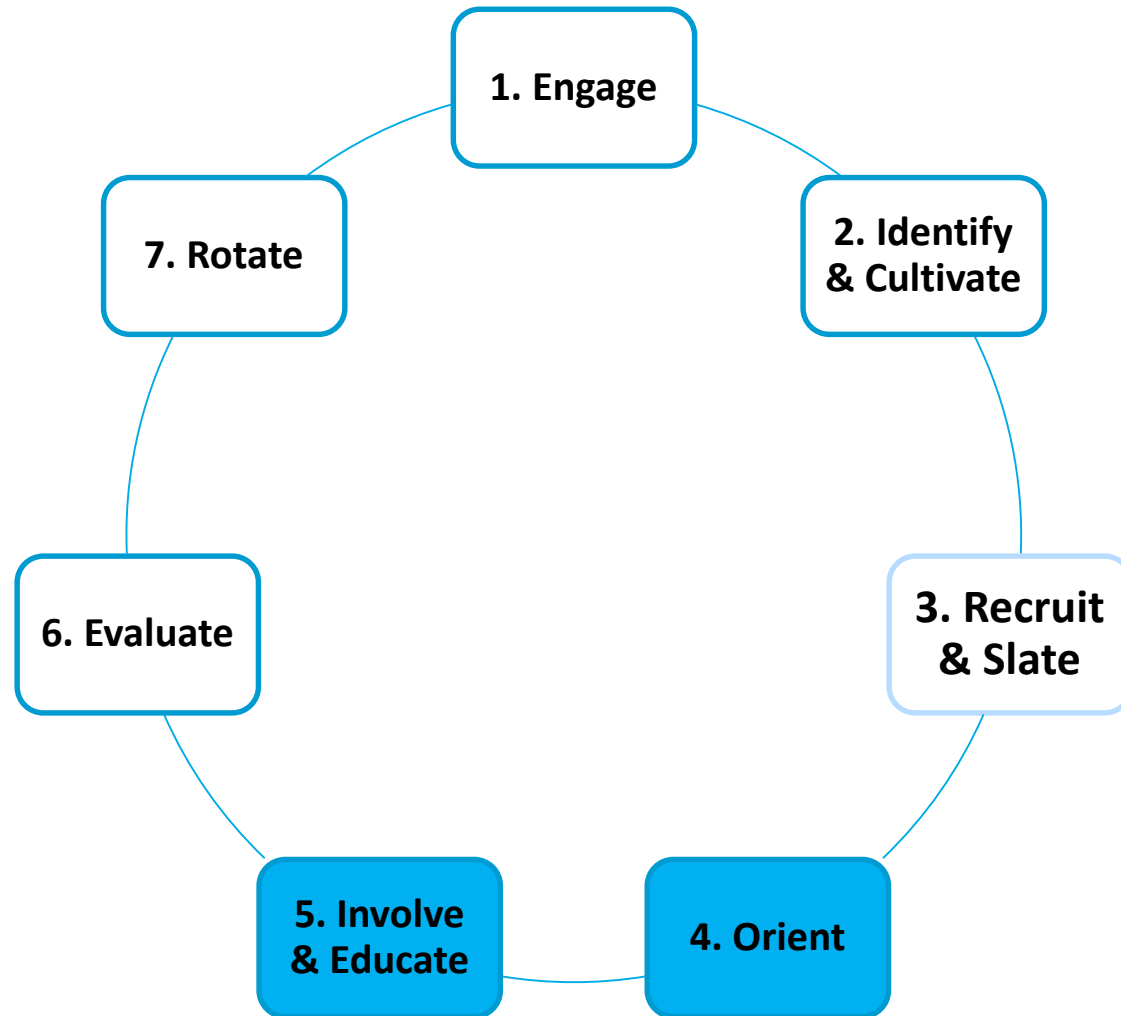 1. Engage
2. Identify
& Cultivate
3. Recruit
& Slate
4. Orient
5. Involve
& Educate
6. Evaluate
7. Rotate